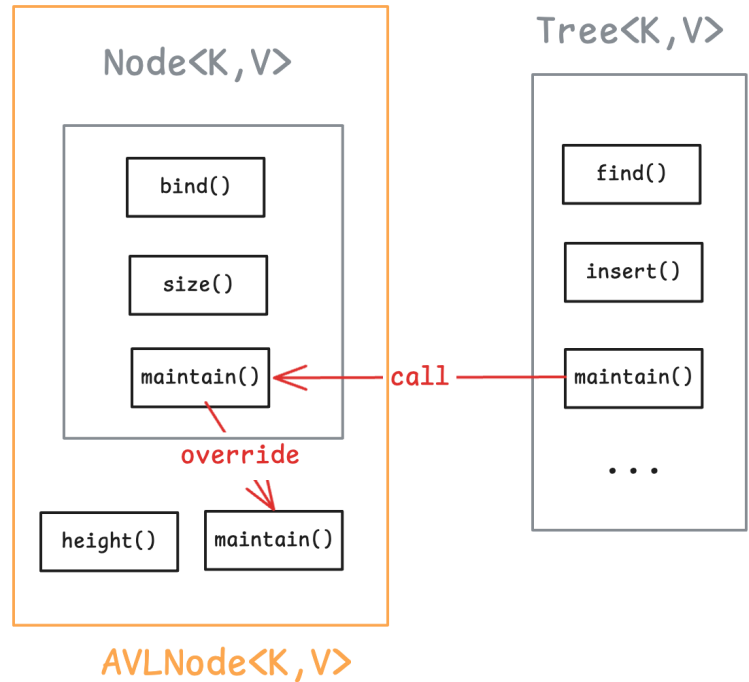 Node<K,V>
bind()
size()
maintain()
override
height()
maintain()
AVLNode<K,V>
call
Tree<K,V>
find()
insert()
maintain()
...